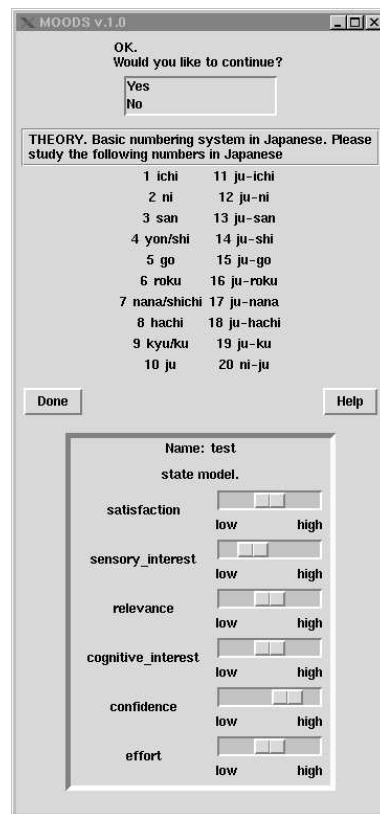 MOODS v.1.0
OK.
Would you like to continue?
Yes
No
THEORY. Basic numbering system in Japanese. Please
study the following numbers in Japanese
1 ichi 11 ju-ichi
2 ni 12 ju-ni
3 san 13 ju-san
4 yon/shi 14 ju-shi
5 go 15 ju-go
6 roku 16 ju-roku
7 nana/shichi 17 ju-nana
8 hachi 18 ju-hachi
9 kyu/ku 19 ju-ku
10 ju 20 ni-ju
Done Help
Name: test
state model.
satisfaction
low high
sensory_interest
low high
relevance
low high
cognitive_interest
low high
confidence
low high
effort
low high